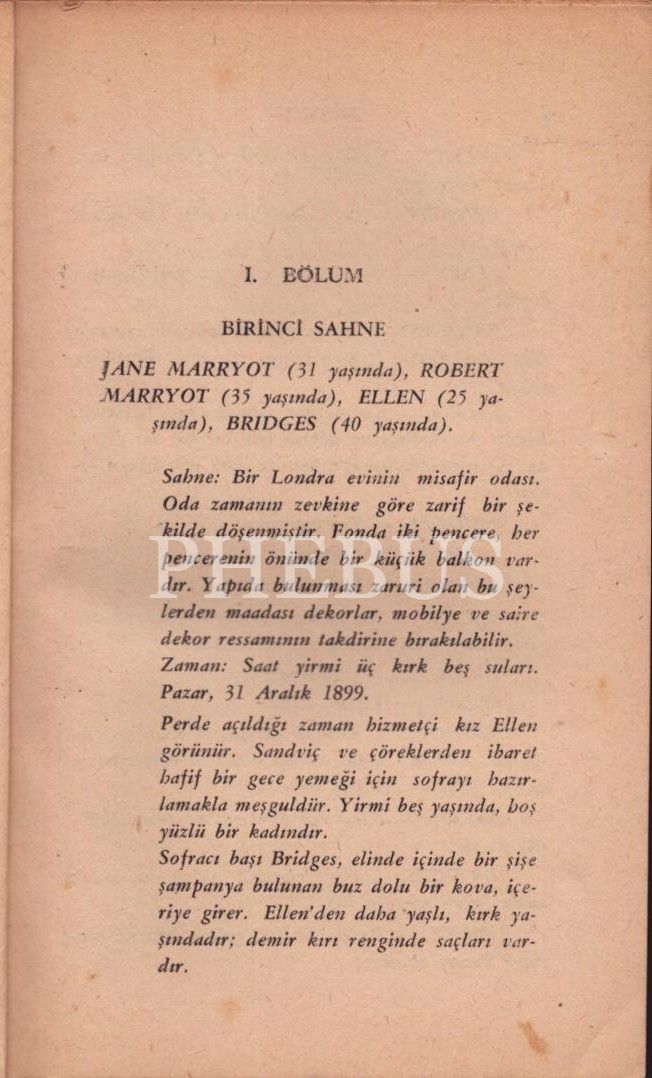 I. BÖLUM
BİRİNCİ SAHNE
JANE MARRYOT (31 yaşında), ROBERT
MARRYOT (35 yaşında), ELLEN (25 ya-
şında), BRIDGES (40 yaşında).
Sahne: Bir Londra evinin misafir odası.
Oda zamanın zevkine göre zarif bir şe-
kilde döşenmiştir. Fonda iki pencere, her
pencerenin önünde bir küçük balkon var-
dır. Yapıda bulunması zaruri olan bu şey-
lerden maadası dekorlar, mobilye ve saire
dekor ressamının takdirine bırakılabilir.
Zaman: Saat yirmi üç kırk beş suları.
Pazar, 31 Aralık 1899.
Perde açıldığı zaman hizmetçi kız Ellen
görünür. Sandviç ve çöreklerden ibaret
hafif bir gece yemeği için sofrayı hazır-
lamakla meşguldür. Yirmi beş yaşında, boş
yüzlü bir kadındır.
Sofracı başı Bridges, elinde içinde bir şişe
şampanya bulunan buz dolu bir kova, içe-
riye girer. Ellen'den daha yaşlı, kırk ya-
şındadır; demir kırı renginde saçları var-
dır.
PHEBUS